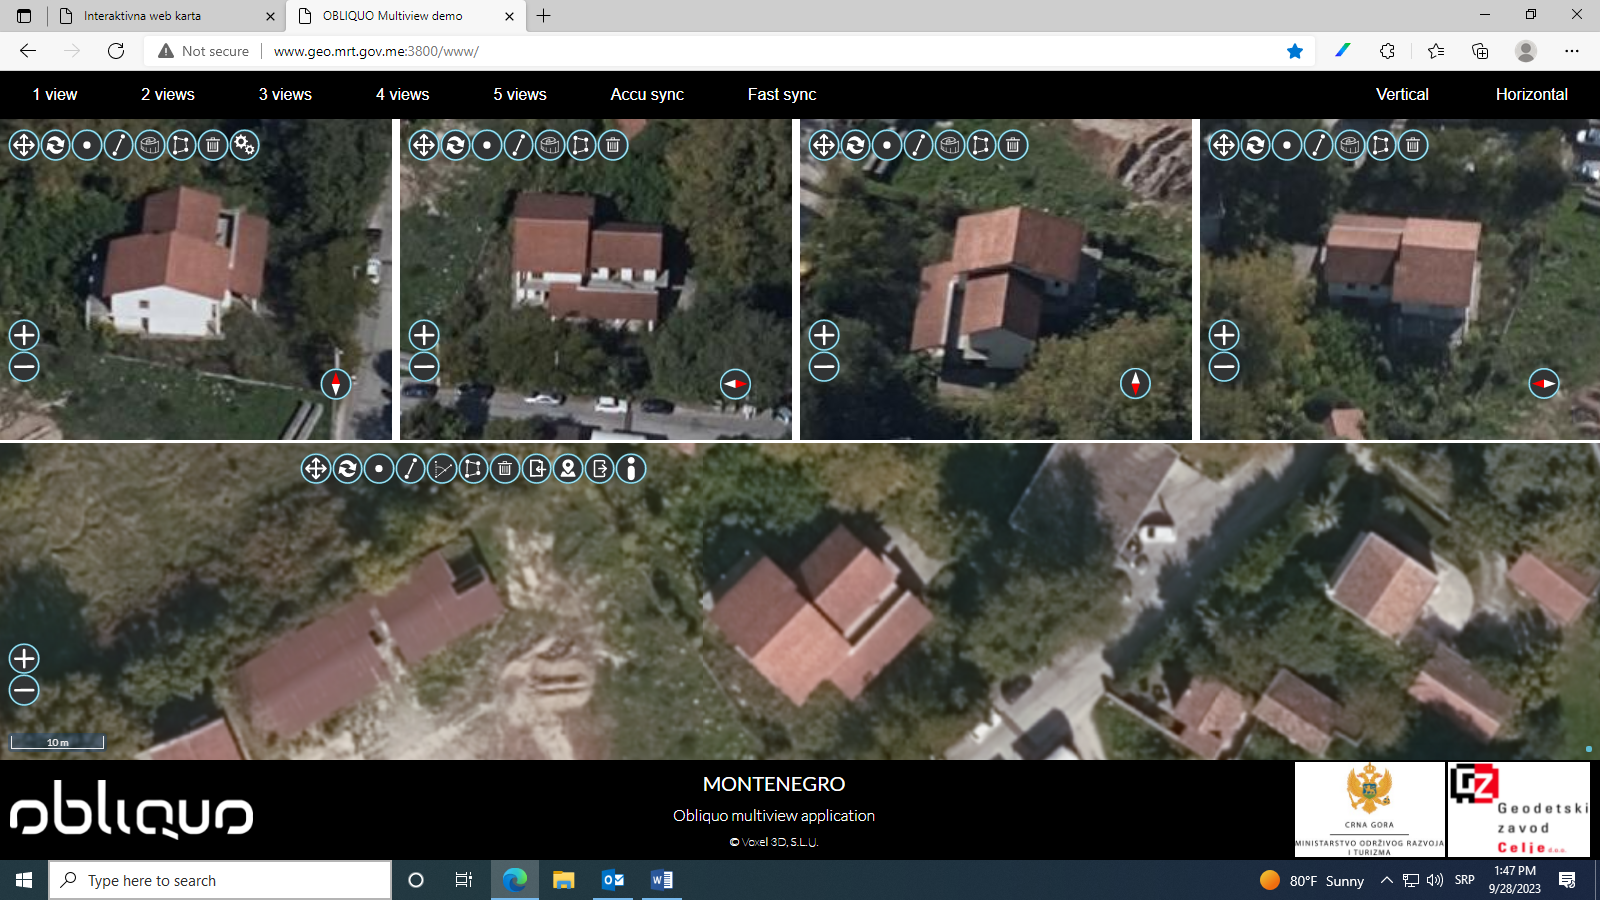 Interaktivna web karta
OBLIQUO Multiview demo
Not secure
www.geo.mrt.gov.me:3800/www/
1 view
2 views
3 views
4 views
5 views
Accu sync
Fast sync
Vertical
Horizontal
10 m
obliquo
MONTENEGRO
Obliquo multiview application
© Voxel 3D, S.L.U.
CRNA GORA
MINISTARSTVO ODRŽIVOG RAZVOJA
I TURIZMA
GZ
Geodetski
zavod
Celje d.o.o.
Type here to search
80°F Sunny
SRP
1:47 PM
9/28/2023